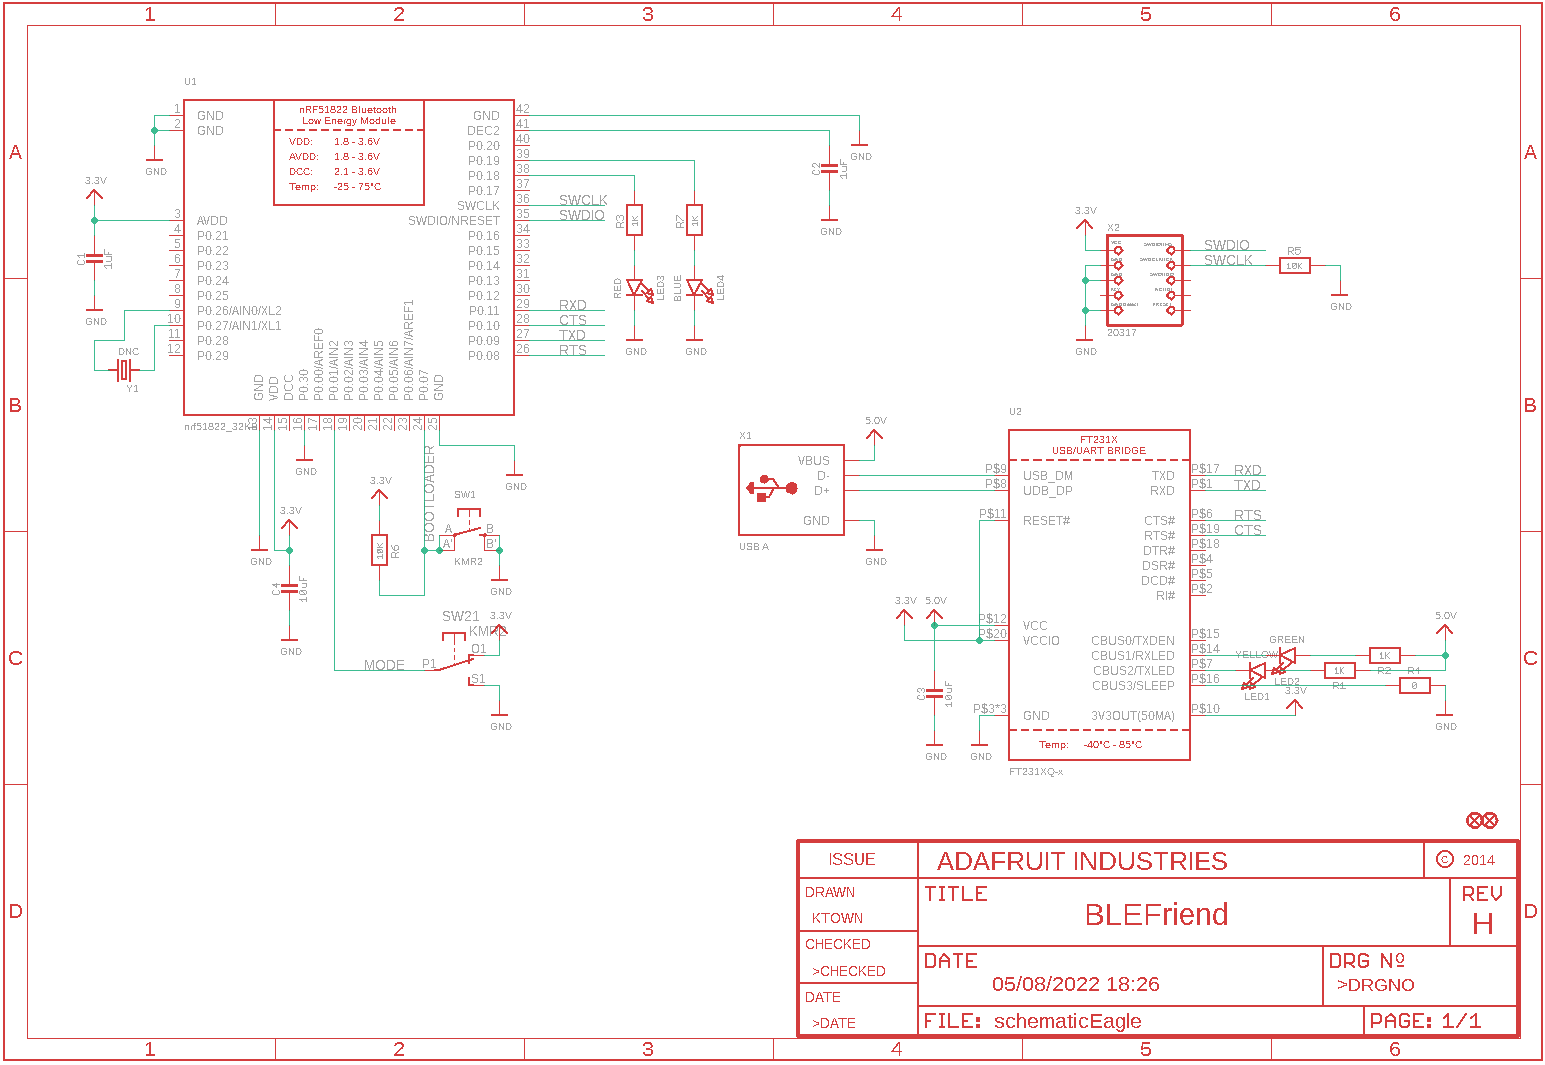 1 2 3 4 5 6
A
B
C
D
U1
nRF51822 Bluetooth
Low Energy Module
VDD: 1.8 - 3.6V
AVDD: 1.8 - 3.6V
DCC: 2.1 - 3.6V
Temp: -25 - 75°C
1 GND
2 GND
GND
3.3V
3 AVDD
4 P0.21
5 P0.22
6 P0.23
7 P0.24
8 P0.25
9 P0.26/AIN0/XL2
10 P0.27/AIN1/XL1
11 P0.28
12 P0.29
C1
1uF
GND
DNC
Y1
GND 42
DEC2 41
P0.20 40
P0.19 39
P0.18 38
P0.17 37
SWCLK 36 SWCLK
SWDIO/NRESET 35 SWDIO
P0.16 34
P0.15 33
P0.14 32
P0.13 31
P0.12 30
P0.11 29 RXD
P0.10 28 CTS
P0.09 27 TXD
P0.08 26 RTS
GND 13
VDD 14
DCC 15
P0.30 16
P0.00/AREF0 17
P0.01/AIN2 18
P0.02/AIN3 19
P0.03/AIN4 20
P0.04/AIN5 21
P0.05/AIN6 22
P0.06/AIN7/AREF1 23
P0.07 24
GND 25
nrf51822_32KB
R3
1K
RED
LED3
GND
R7
1K
BLUE
LED4
GND
C2
1uF
GND
GND
3.3V
X2
VCC
20317
GND
SWDIO
SWCLK
R5
10K
GND
GND
GND
3.3V
GND
C4
10uF
GND
3.3V
10K
R6
BOOTLOADER
SW1
A B
A' B'
KMR2
GND
SW21
KMR2
3.3V
MODE
P1
O1
S1
GND
X1
VBUS
D-
D+
GND
USB A
5.0V
GND
U2
FT231X
USB/UART BRIDGE
P$9 USB_DM
P$8 UDB_DP
P$11 RESET#
P$12 VCC
P$20 VCCIO
P$3*3 GND
TXD P$17 RXD
RXD P$1 TXD
CTS# P$6 RTS
RTS# P$19 CTS
DTR# P$18
DSR# P$4
DCD# P$5
RI# P$2
CBUS0/TXDEN P$15
CBUS1/RXLED P$14
CBUS2/TXLED P$7
CBUS3/SLEEP P$16
3V3OUT(50MA) P$10
Temp: -40°C - 85°C
FT231XQ-x
3.3V 5.0V
C3
10uF
GND
GND
GREEN
YELLOW
LED2
LED1
3.3V
1K
R2
1K
R1
R4
0
5.0V
GND
ISSUE
ADAFRUIT INDUSTRIES
© 2014
DRAWN
KTOWN
TITLE
BLEFriend
REV
H
CHECKED
>CHECKED
DATE
05/08/2022 18:26
DRG Nº
>DRGNO
DATE
>DATE
FILE: schematicEagle
PAGE: 1/1
A
B
C
D
1 2 3 4 5 6